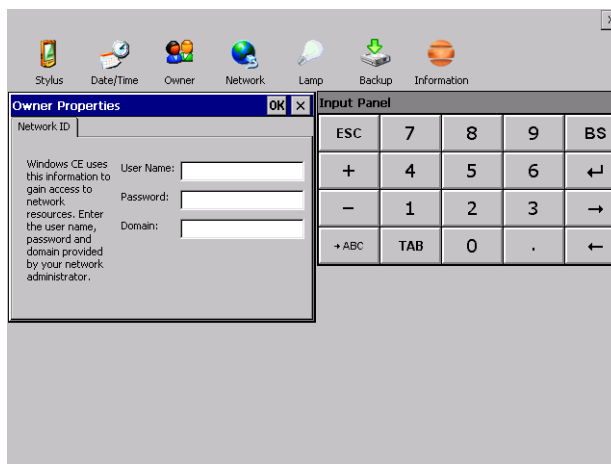 Stylus Date/Time Owner Network Lamp Backup Information
Owner Properties OK ×
Network ID
Windows CE uses
this information to
gain access to
network
resources. Enter
the user name,
password and
domain provided
by your network
administrator.
User Name:
Password:
Domain:
Input Panel
ESC 7 8 9 BS
+ 4 5 6 ↵
− 1 2 3 →
→ABC TAB 0 . ←